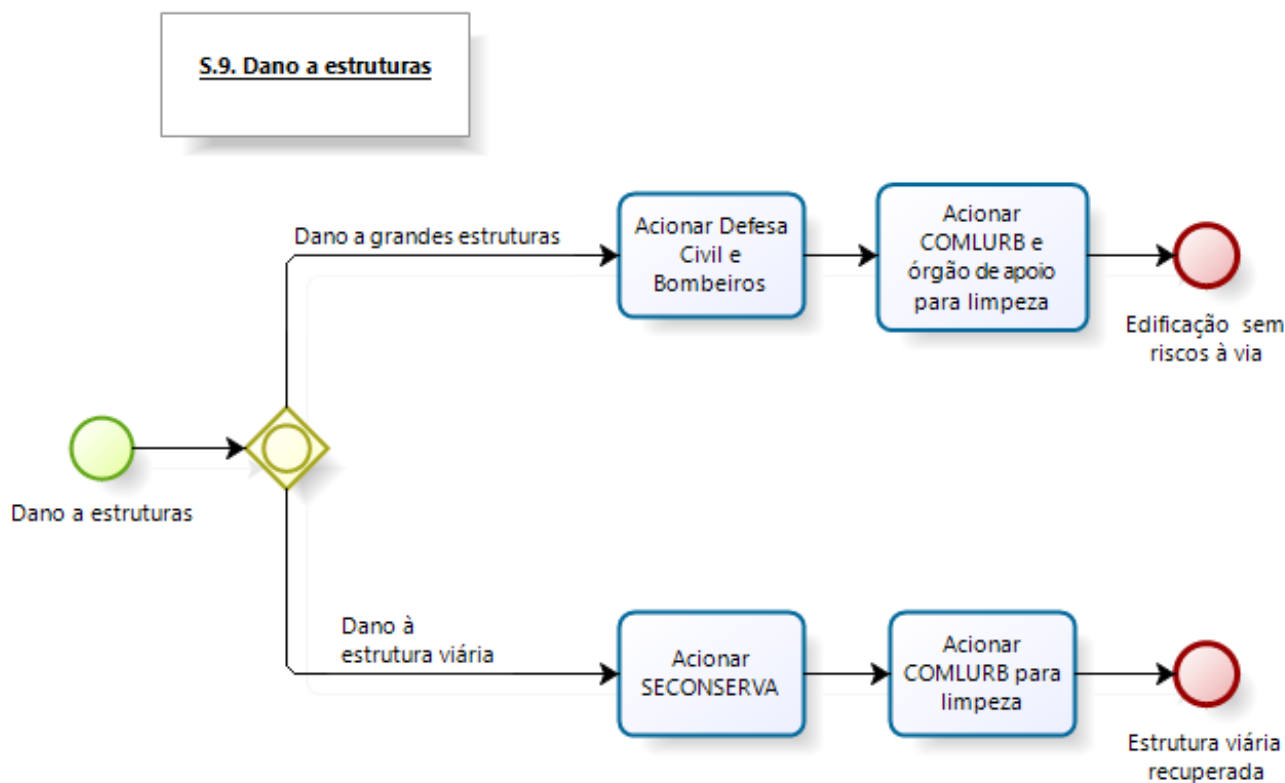 S.9. Dano a estruturas
Dano a grandes estruturas
Acionar Defesa
Civil e
Bombeiros
Acionar
COMLURB e
órgão de apoio
para limpeza
Edificação sem
riscos à via
Dano a estruturas
Dano à
estrutura viária
Acionar
SECONSERVA
Acionar
COMLURB para
limpeza
Estrutura viária
recuperada